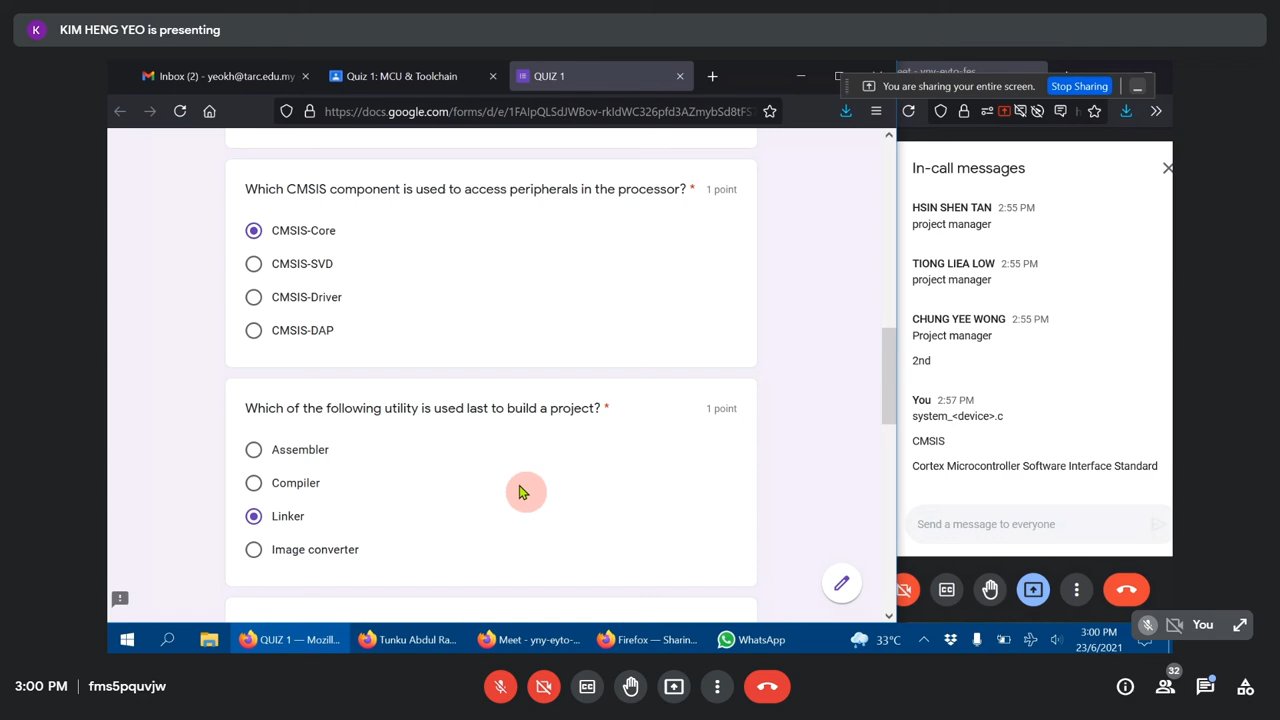 K KIM HENG YEO is presenting
Inbox (2) - yeokh@tarc.edu.my
Quiz 1: MCU & Toolchain
QUIZ 1
You are sharing your entire screen.
Stop Sharing
https://docs.google.com/forms/d/e/1FAIpQLSdJWBov-rkIdWC326pfd3AZmybSd8tFS
Which CMSIS component is used to access peripherals in the processor? * 1 point
CMSIS-Core
CMSIS-SVD
CMSIS-Driver
CMSIS-DAP
Which of the following utility is used last to build a project? * 1 point
Assembler
Compiler
Linker
Image converter
In-call messages
HSIN SHEN TAN 2:55 PM
project manager
TIONG LIEA LOW 2:55 PM
project manager
CHUNG YEE WONG 2:55 PM
Project manager
2nd
You 2:57 PM
system_<device>.c
CMSIS
Cortex Microcontroller Software Interface Standard
Send a message to everyone
You
QUIZ 1 — Mozill...
Tunku Abdul Ra...
Meet - yny-eyto-...
Firefox — Sharin...
WhatsApp
33°C
3:00 PM
23/6/2021
3:00 PM | fms5pquvjw
32